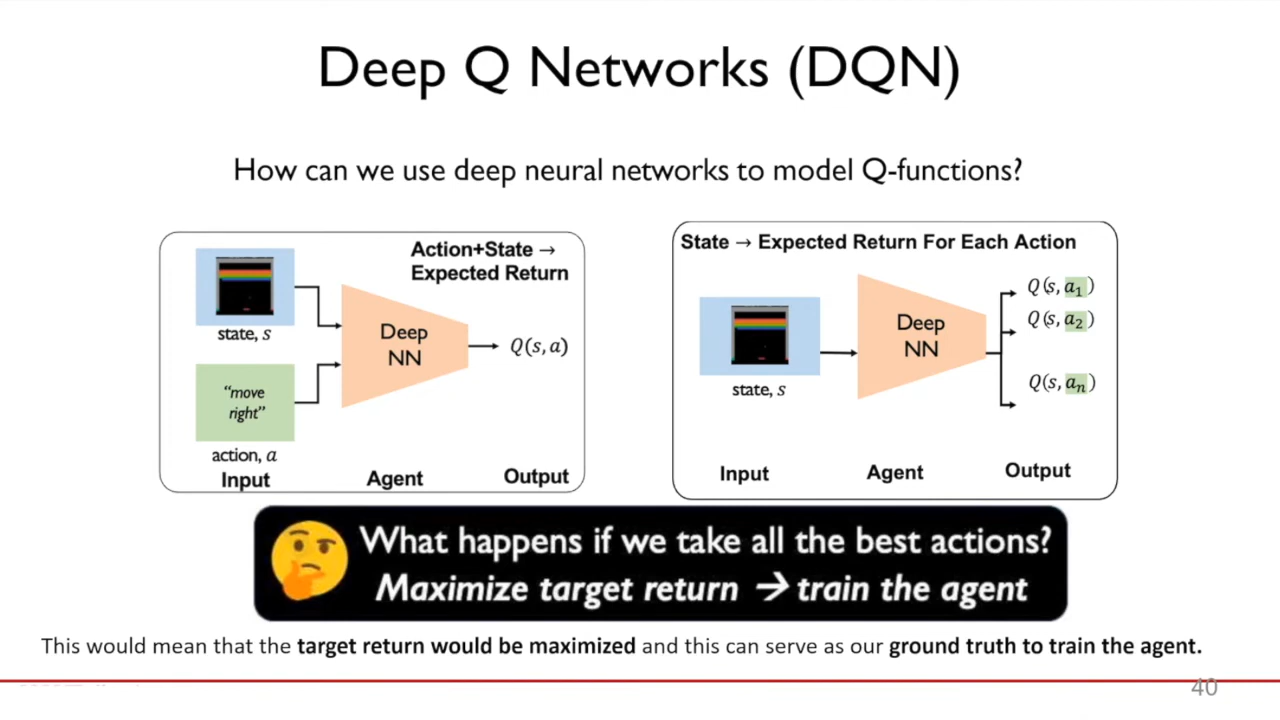 Deep Q Networks (DQN)
How can we use deep neural networks to model Q-functions?
Action+State →
Expected Return
state, s
"move
right"
action, a
Deep
NN
Q(s, a)
Input
Agent
Output
State → Expected Return For Each Action
state, s
Deep
NN
Q(s, a₁)
Q(s, a₂)
Q(s, aₙ)
Input
Agent
Output
What happens if we take all the best actions?
Maximize target return → train the agent
This would mean that the target return would be maximized and this can serve as our ground truth to train the agent.
40